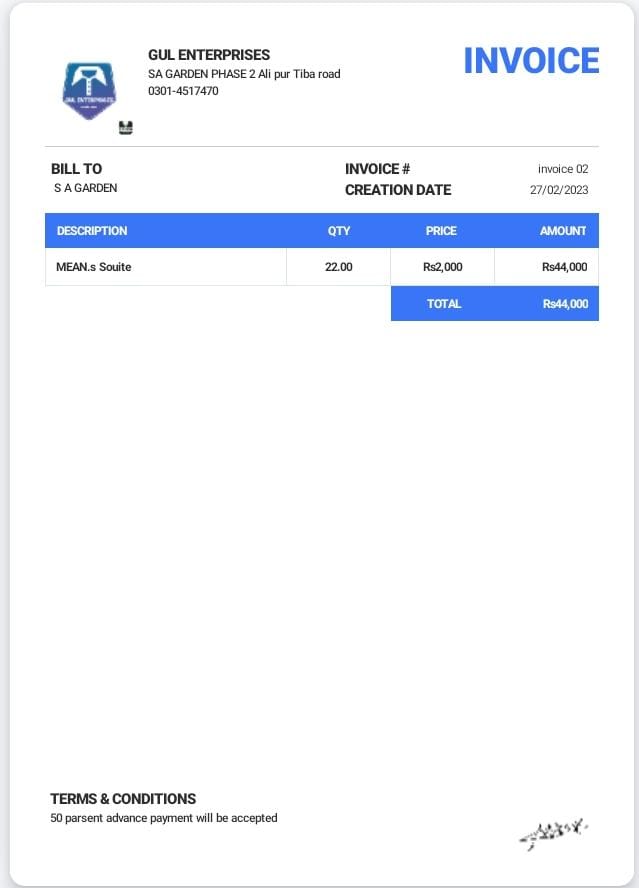 GUL ENTERPRISES
SA GARDEN PHASE 2 Ali pur Tiba road
0301-4517470
INVOICE
GUL ENTERPRISES
BILL TO
S A GARDEN
INVOICE # invoice 02
CREATION DATE 27/02/2023
DESCRIPTION QTY PRICE AMOUNT
MEAN.s Souite 22.00 Rs2,000 Rs44,000
TOTAL Rs44,000
TERMS & CONDITIONS
50 parsent advance payment will be accepted